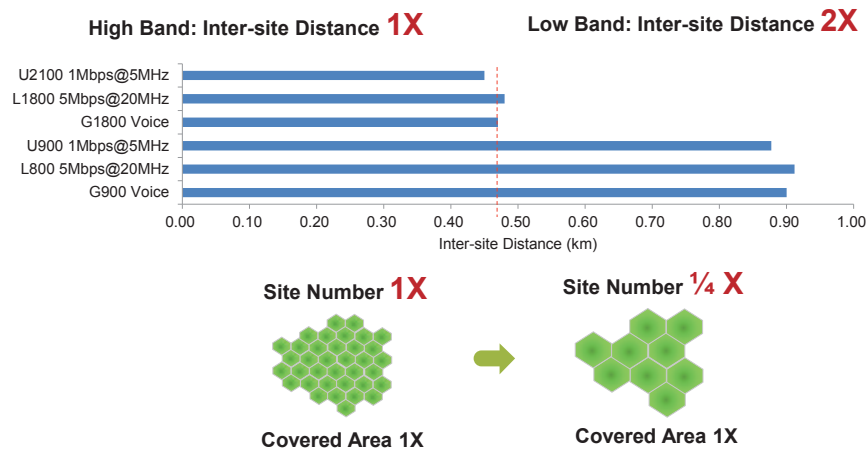 High Band: Inter-site Distance 1X
Low Band: Inter-site Distance 2X
U2100 1Mbps@5MHz
L1800 5Mbps@20MHz
G1800 Voice
U900 1Mbps@5MHz
L800 5Mbps@20MHz
G900 Voice
0.00 0.10 0.20 0.30 0.40 0.50 0.60 0.70 0.80 0.90 1.00
Inter-site Distance (km)
Site Number 1X
Site Number ¼ X
Covered Area 1X
Covered Area 1X